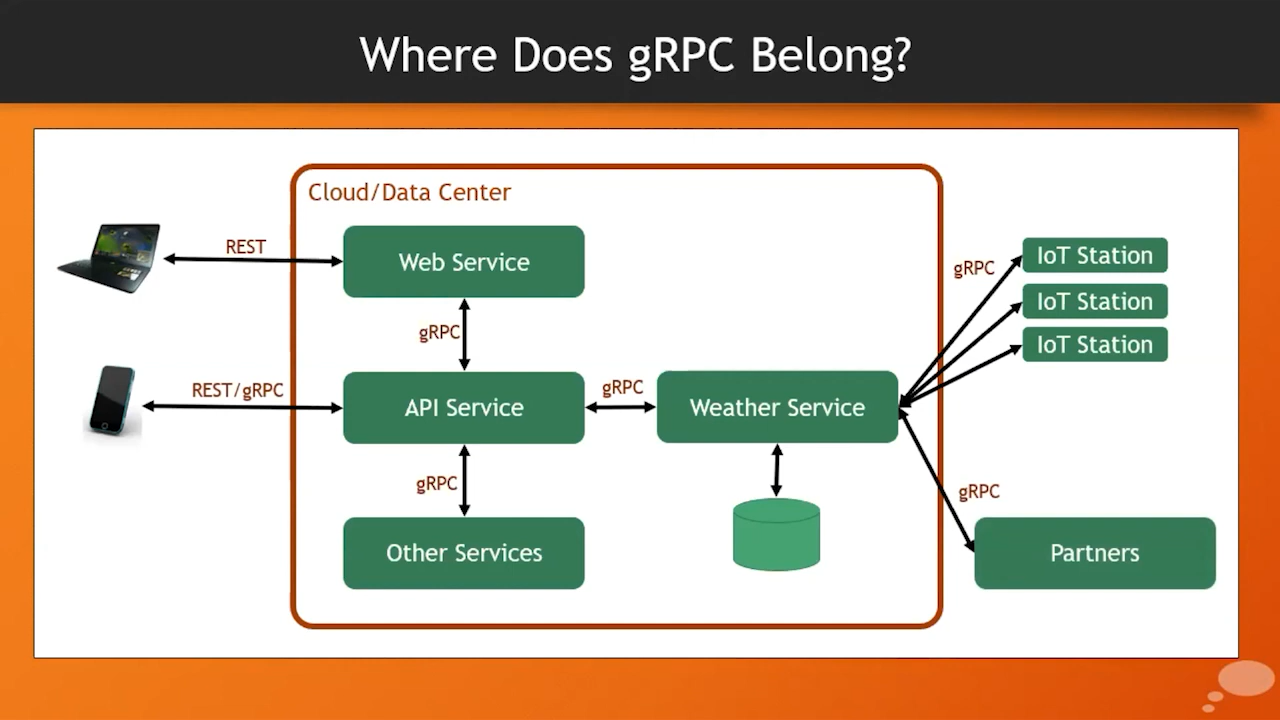 Where Does gRPC Belong?
Cloud/Data Center
REST
Web Service
gRPC
IoT Station
IoT Station
IoT Station
gRPC
REST/gRPC
API Service
gRPC
Weather Service
gRPC
gRPC
Other Services
Partners